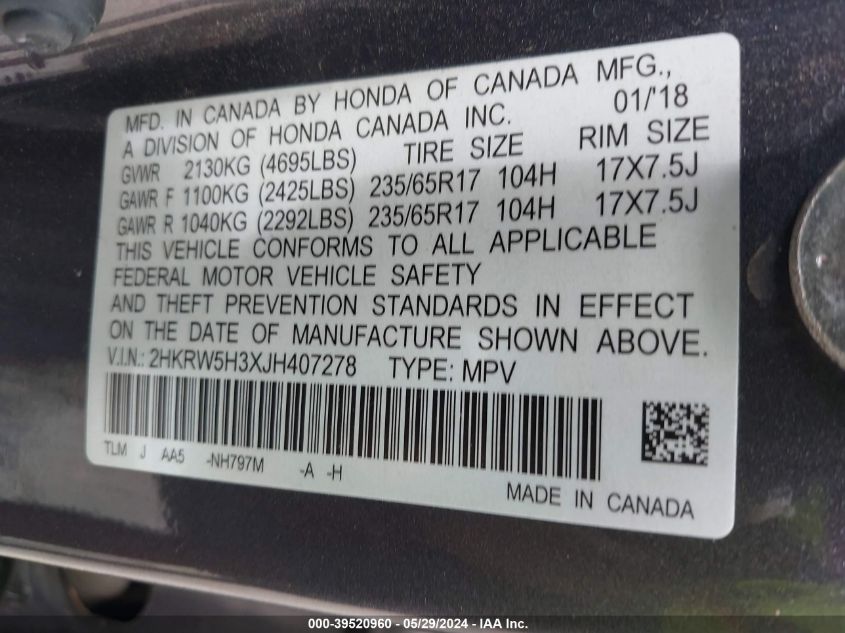 MFD. IN CANADA BY HONDA OF CANADA MFG.,
A DIVISION OF HONDA CANADA INC. 01/'18
GVWR 2130KG (4695LBS) TIRE SIZE RIM SIZE
GAWR F 1100KG (2425LBS) 235/65R17 104H 17X7.5J
GAWR R 1040KG (2292LBS) 235/65R17 104H 17X7.5J
THIS VEHICLE CONFORMS TO ALL APPLICABLE
FEDERAL MOTOR VEHICLE SAFETY
AND THEFT PREVENTION STANDARDS IN EFFECT
ON THE DATE OF MANUFACTURE SHOWN ABOVE.
V.I.N.: 2HKRW5H3XJH407278 TYPE: MPV
TLM J AA5 -NH797M -A -H
MADE IN CANADA
000-39520960 - 05/29/2024 - IAA, Inc.